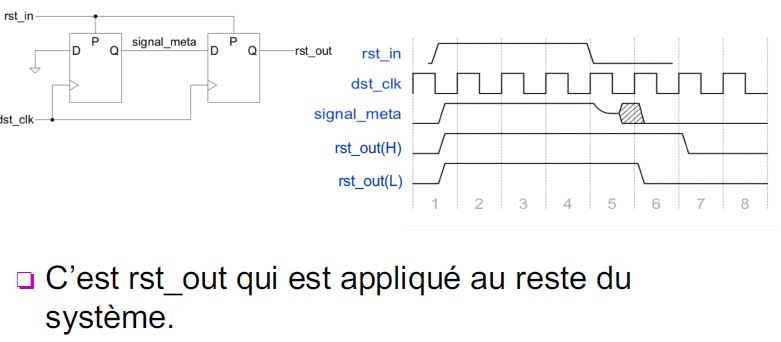 rst_in
P
P
D
Q
signal_meta
D
Q
rst_out
dst_clk
rst_in
dst_clk
signal_meta
rst_out(H)
rst_out(L)
1 2 3 4 5 6 7 8
C’est rst_out qui est appliqué au reste du
système.